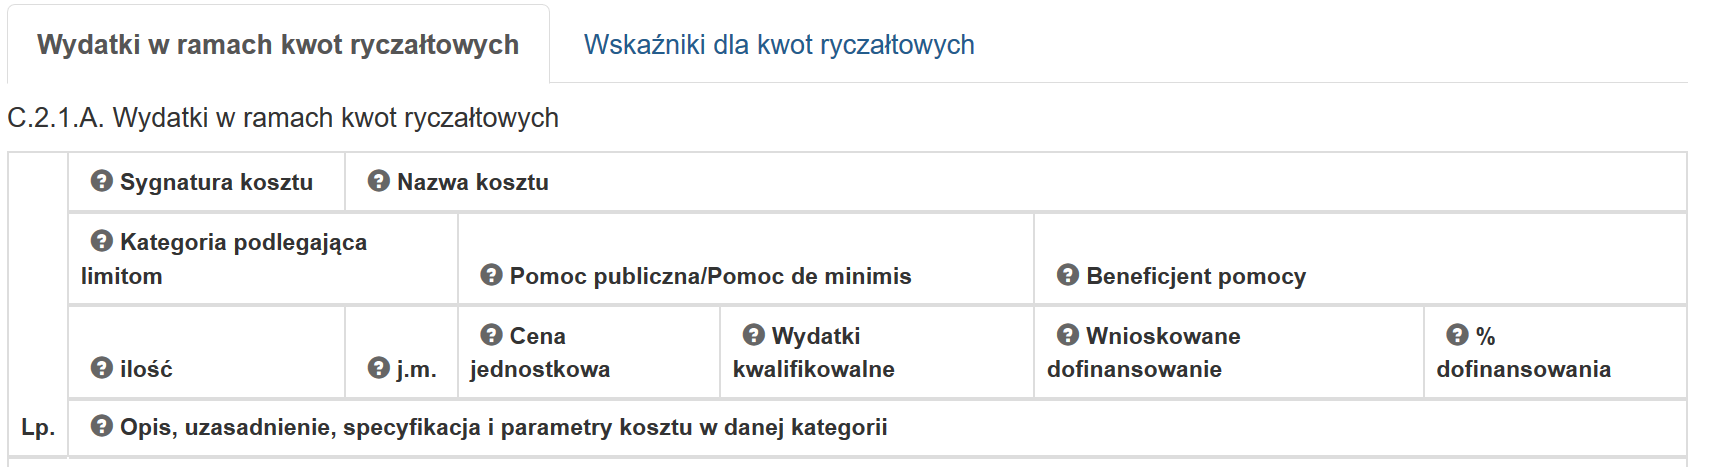 Wydatki w ramach kwot ryczałtowych Wskaźniki dla kwot ryczałtowych
C.2.1.A. Wydatki w ramach kwot ryczałtowych
Sygnatura kosztu Nazwa kosztu
Kategoria podlegająca
limitom Pomoc publiczna/Pomoc de minimis Beneficjent pomocy
Cena Wydatki Wnioskowane %
ilość j.m. jednostkowa kwalifikowalne dofinansowanie dofinansowania
Lp. Opis, uzasadnienie, specyfikacja i parametry kosztu w danej kategorii